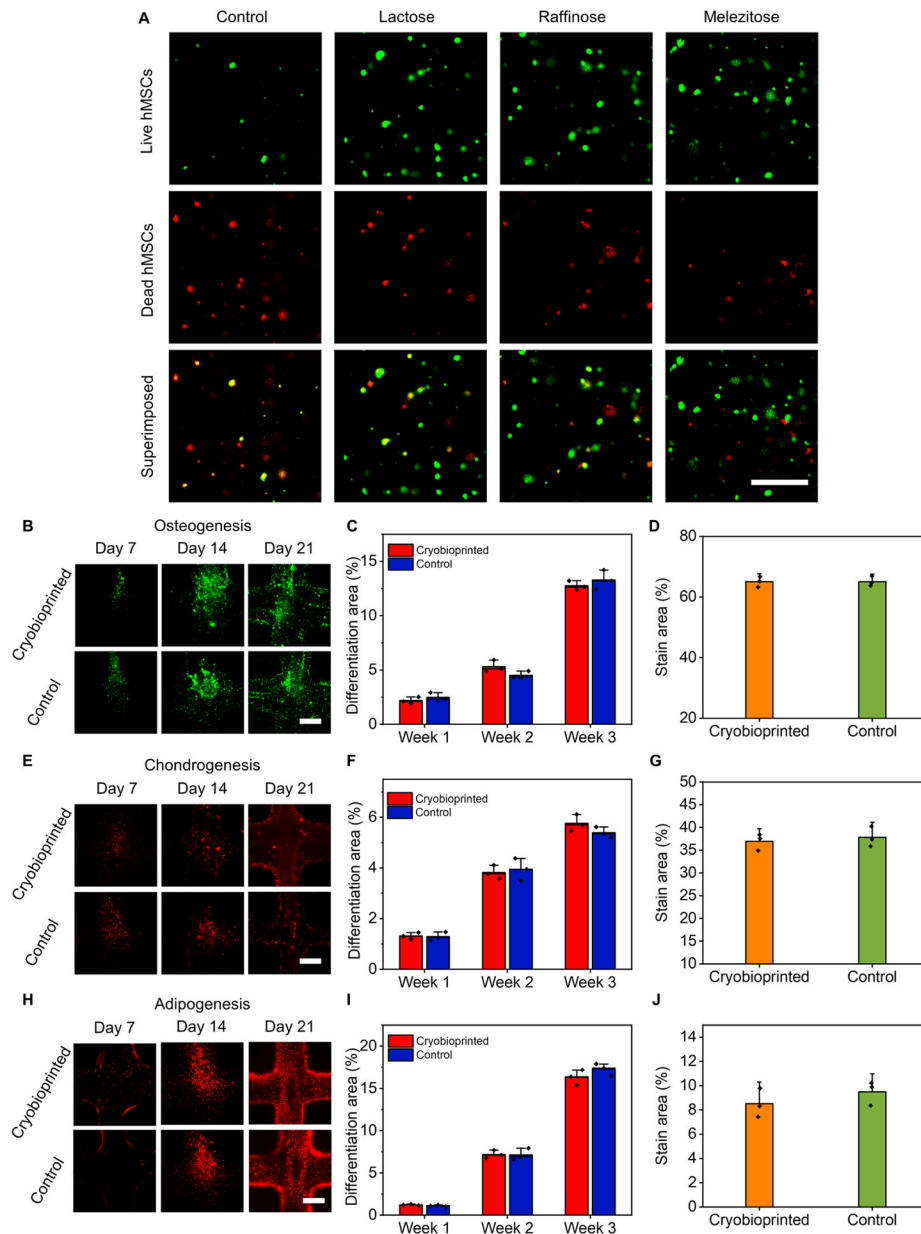 A
Control Lactose Raffinose Melezitose
Live hMSCs
Dead hMSCs
Superimposed
B
Osteogenesis
Day 7 Day 14 Day 21
Cryobioprinted
Control
C
Differentiation area (%)
15
10
5
0
Cryobioprinted
Control
Week 1 Week 2 Week 3
D
Stain area (%)
80
60
40
20
Cryobioprinted Control
E
Chondrogenesis
Day 7 Day 14 Day 21
Cryobioprinted
Control
F
Differentiation area (%)
6
4
2
0
Cryobioprinted
Control
Week 1 Week 2 Week 3
G
Stain area (%)
50
45
40
35
30
25
20
15
10
Cryobioprinted Control
H
Adipogenesis
Day 7 Day 14 Day 21
Cryobioprinted
Control
I
Differentiation area (%)
20
15
10
5
0
Cryobioprinted
Control
Week 1 Week 2 Week 3
J
Stain area (%)
14
12
10
8
6
4
2
0
Cryobioprinted Control